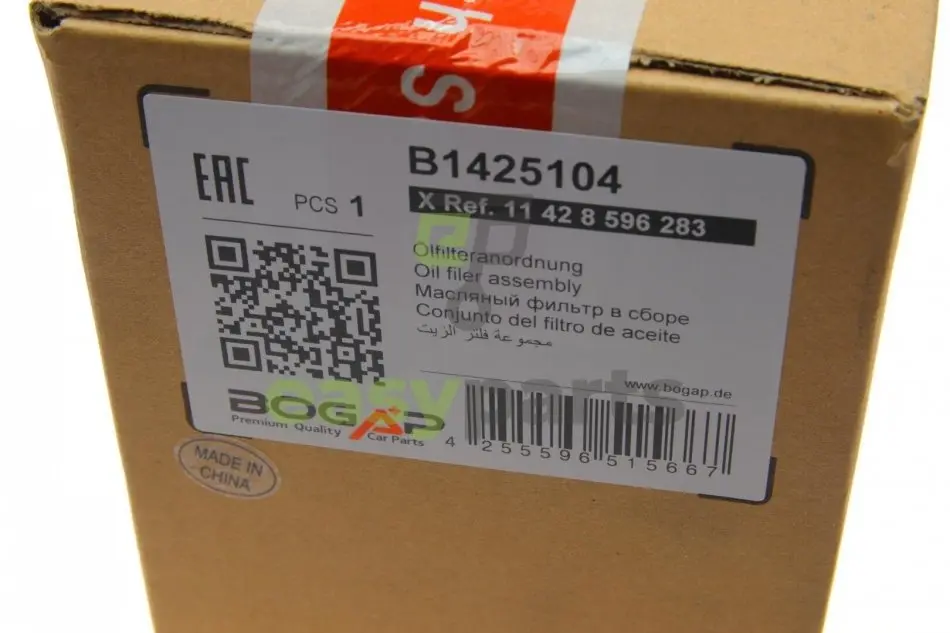 S
EAC
PCS 1
B1425104
X Ref. 11 42 8 596 283
Ölfilteranordnung
Oil filer assembly
Масляный фильтр в сборе
Conjunto del filtro de aceite
مجموعة فلتر الزيت
www.bogap.de
easyparts
BOGAP
Premium Quality Car Parts
4 255596 515667
MADE IN
CHINA